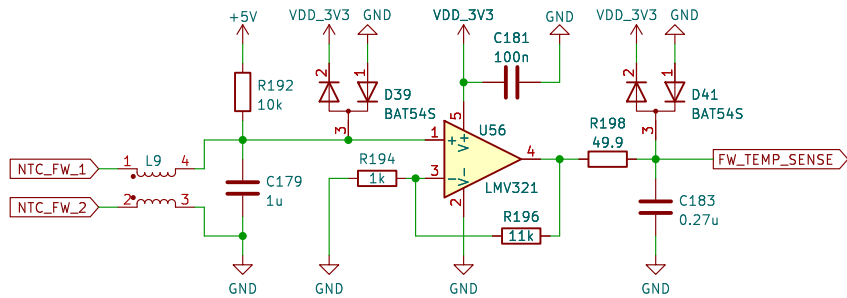 +5V
VDD_3V3
GND
VDD_3V3
GND
VDD_3V3
GND
C181
100n
R192
10k
2
1
D39
BAT54S
3
5
V+
U56
1
+
4
3
-
V-
LMV321
2
2
1
D41
BAT54S
3
R198
49.9
FW_TEMP_SENSE
NTC_FW_1
1
L9
4
NTC_FW_2
2
3
C179
1u
R194
1k
R196
11k
C183
0.27u
GND
GND
GND
GND